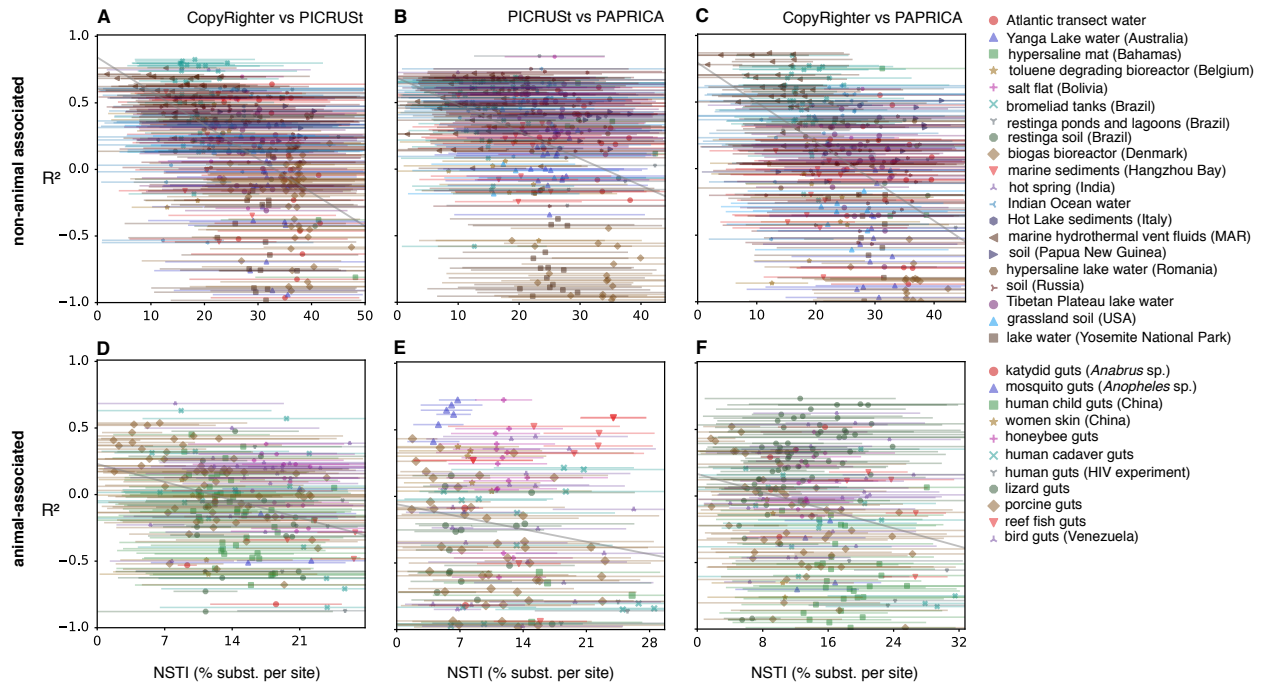 A CopyRighter vs PICRUSt
B PICRUSt vs PAPRICA
C CopyRighter vs PAPRICA
non-animal associated
R²
1.0
0.5
0.0
−0.5
−1.0
0 10 20 30 40 50
0 10 20 30 40
0 10 20 30 40
D
E
F
animal-associated
R²
1.0
0.5
0.0
−0.5
−1.0
0 7 14 21
0 7 14 21 28
0 8 16 24 32
NSTI (% subst. per site)
NSTI (% subst. per site)
NSTI (% subst. per site)
Atlantic transect water
Yanga Lake water (Australia)
hypersaline mat (Bahamas)
toluene degrading bioreactor (Belgium)
salt flat (Bolivia)
bromeliad tanks (Brazil)
restinga ponds and lagoons (Brazil)
restinga soil (Brazil)
biogas bioreactor (Denmark)
marine sediments (Hangzhou Bay)
hot spring (India)
Indian Ocean water
Hot Lake sediments (Italy)
marine hydrothermal vent fluids (MAR)
soil (Papua New Guinea)
hypersaline lake water (Romania)
soil (Russia)
Tibetan Plateau lake water
grassland soil (USA)
lake water (Yosemite National Park)
katydid guts (Anabrus sp.)
mosquito guts (Anopheles sp.)
human child guts (China)
women skin (China)
honeybee guts
human cadaver guts
human guts (HIV experiment)
lizard guts
porcine guts
reef fish guts
bird guts (Venezuela)